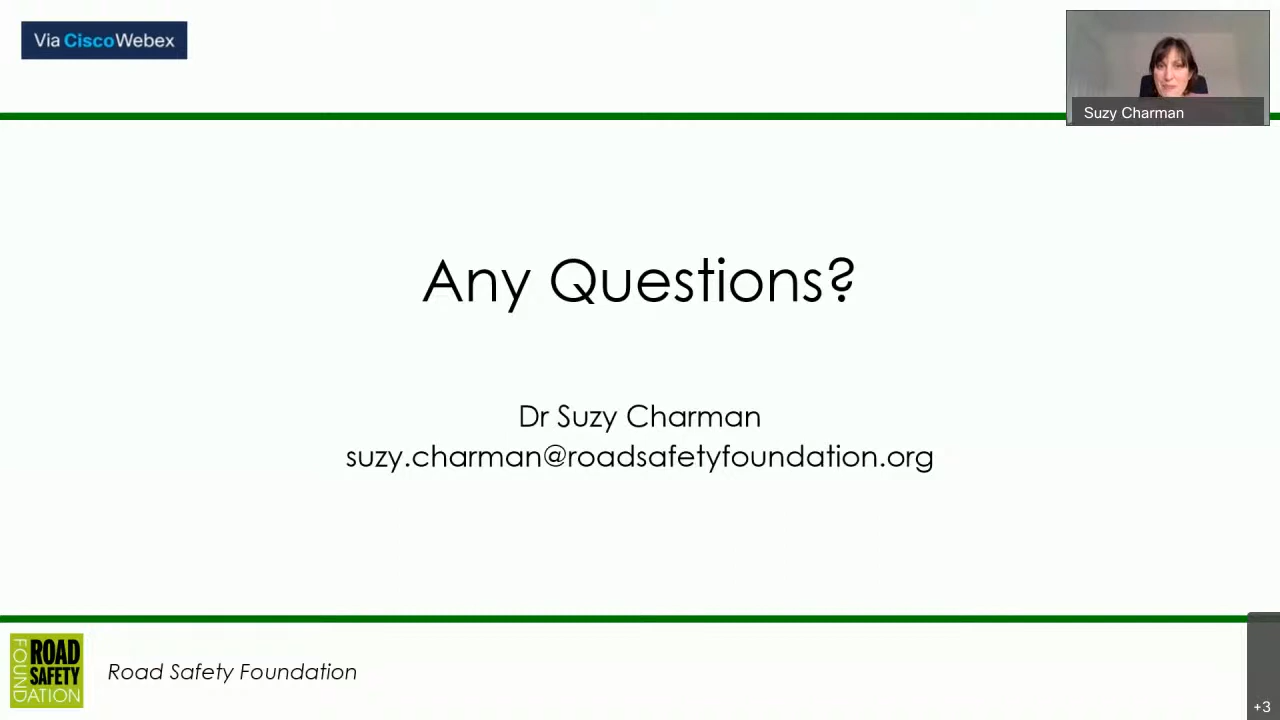 Via CiscoWebex
Suzy Charman
Any Questions?
Dr Suzy Charman
suzy.charman@roadsafetyfoundation.org
ROAD
SAFETY
FOUNDATION
Road Safety Foundation
+3